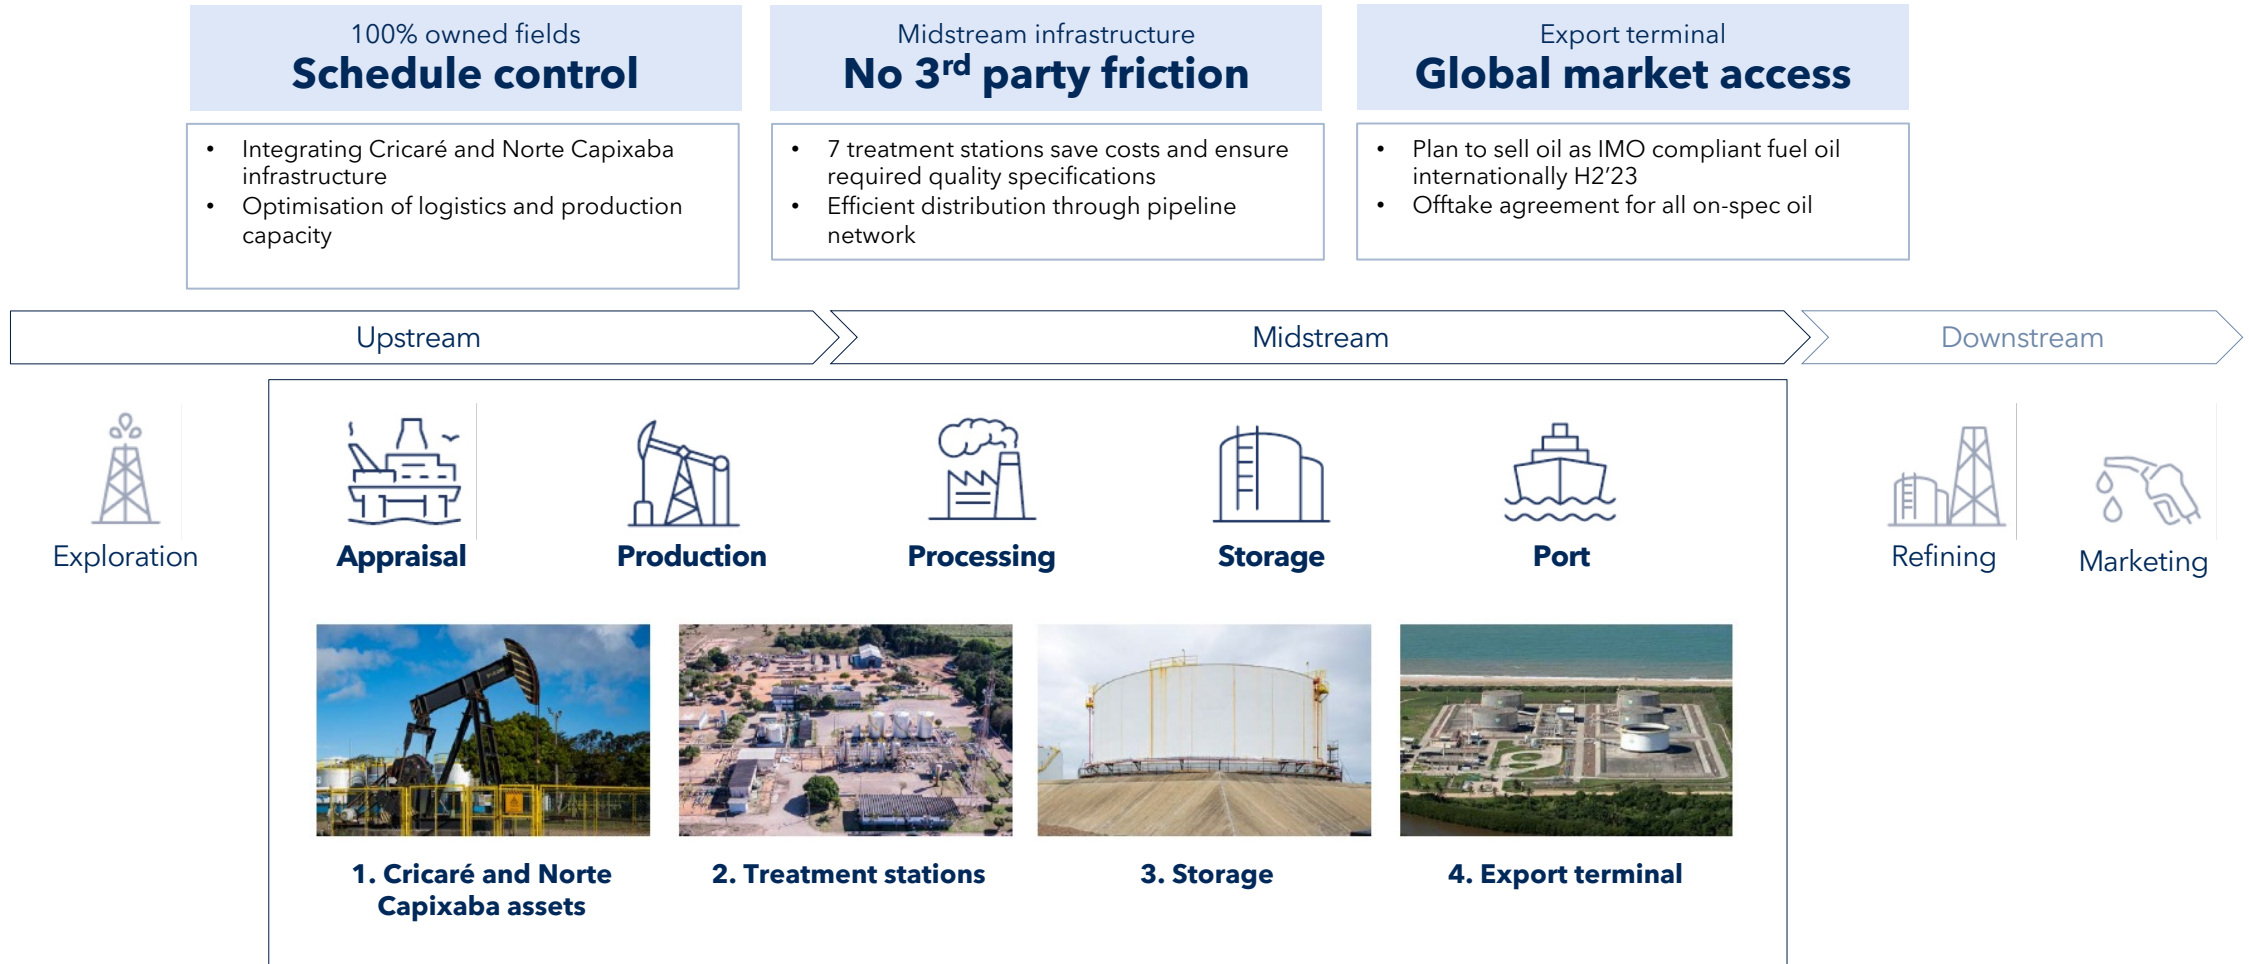 100% owned fields
Schedule control
Midstream infrastructure
No 3rd party friction
Export terminal
Global market access
• Integrating Cricaré and Norte Capixaba
infrastructure
• Optimisation of logistics and production
capacity
• 7 treatment stations save costs and ensure
required quality specifications
• Efficient distribution through pipeline
network
• Plan to sell oil as IMO compliant fuel oil
internationally H2’23
• Offtake agreement for all on-spec oil
Upstream
Midstream
Downstream
Exploration
Appraisal
Production
Processing
Storage
Port
Refining
Marketing
1. Cricaré and Norte
Capixaba assets
2. Treatment stations
3. Storage
4. Export terminal